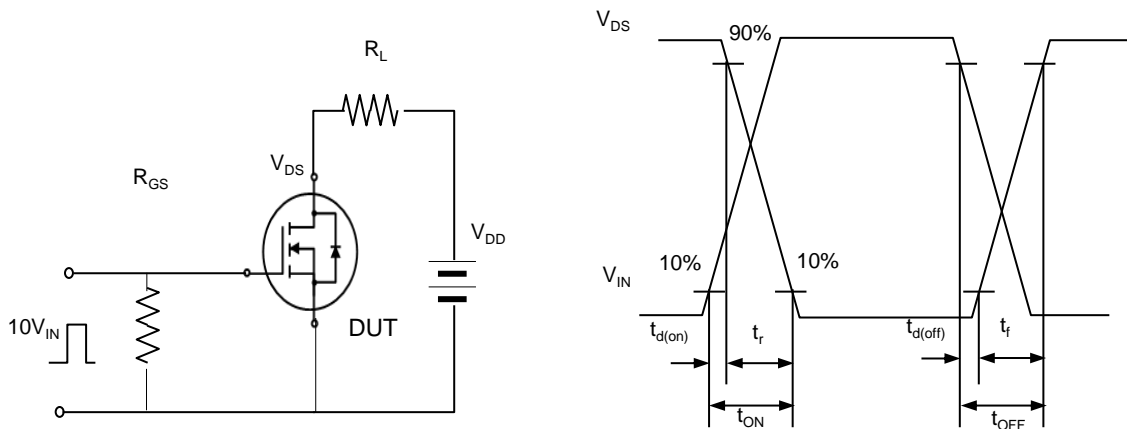 R_L
V_DS
R_GS
V_DD
10V_IN
DUT
V_DS
90%
10%
10%
V_IN
t_d(on)
t_r
t_d(off)
t_f
t_ON
t_OFF